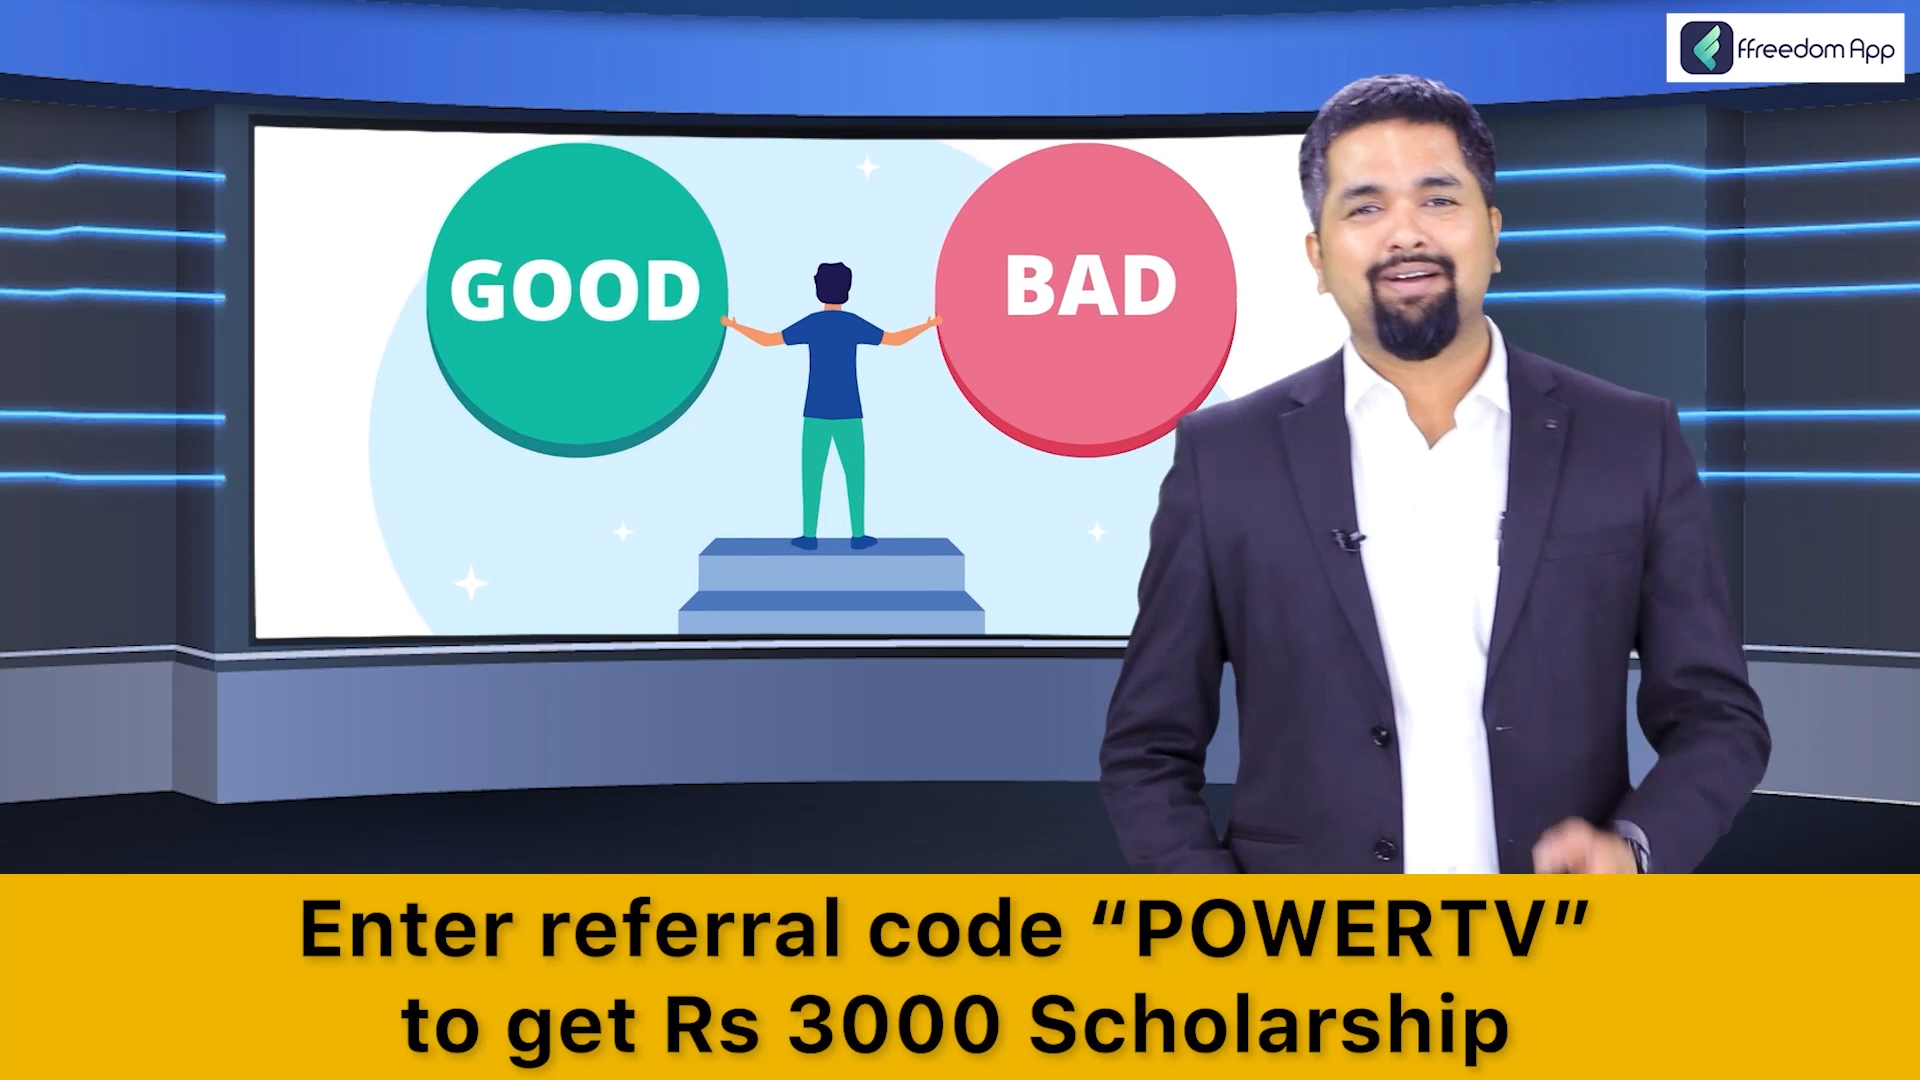 ffreedom App
GOOD
BAD
Enter referral code “POWERTV”
to get Rs 3000 Scholarship